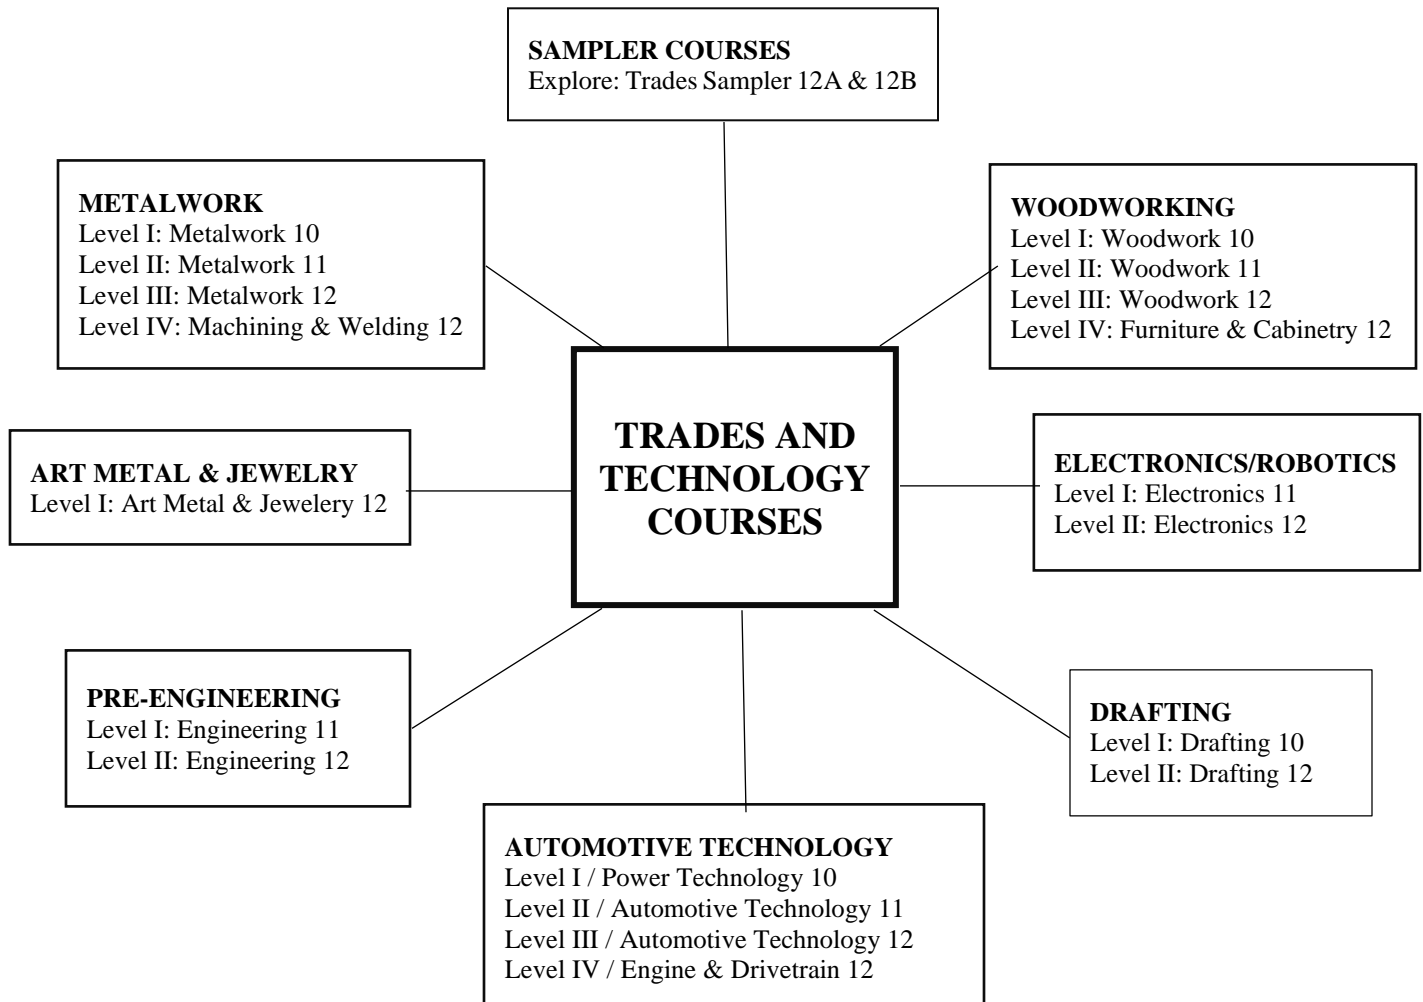 SAMPLER COURSES
Explore: Trades Sampler 12A & 12B
METALWORK
Level I: Metalwork 10
Level II: Metalwork 11
Level III: Metalwork 12
Level IV: Machining & Welding 12
WOODWORKING
Level I: Woodwork 10
Level II: Woodwork 11
Level III: Woodwork 12
Level IV: Furniture & Cabinetry 12
TRADES AND
TECHNOLOGY
COURSES
ART METAL & JEWELRY
Level I: Art Metal & Jewelery 12
ELECTRONICS/ROBOTICS
Level I: Electronics 11
Level II: Electronics 12
PRE-ENGINEERING
Level I: Engineering 11
Level II: Engineering 12
DRAFTING
Level I: Drafting 10
Level II: Drafting 12
AUTOMOTIVE TECHNOLOGY
Level I / Power Technology 10
Level II / Automotive Technology 11
Level III / Automotive Technology 12
Level IV / Engine & Drivetrain 12